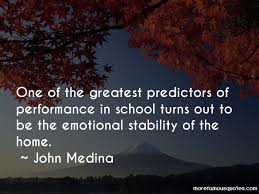 One of the greatest predictors of
performance in school turns out to
be the emotional stability of the
home.
~ John Medina
morefamousquotes.com